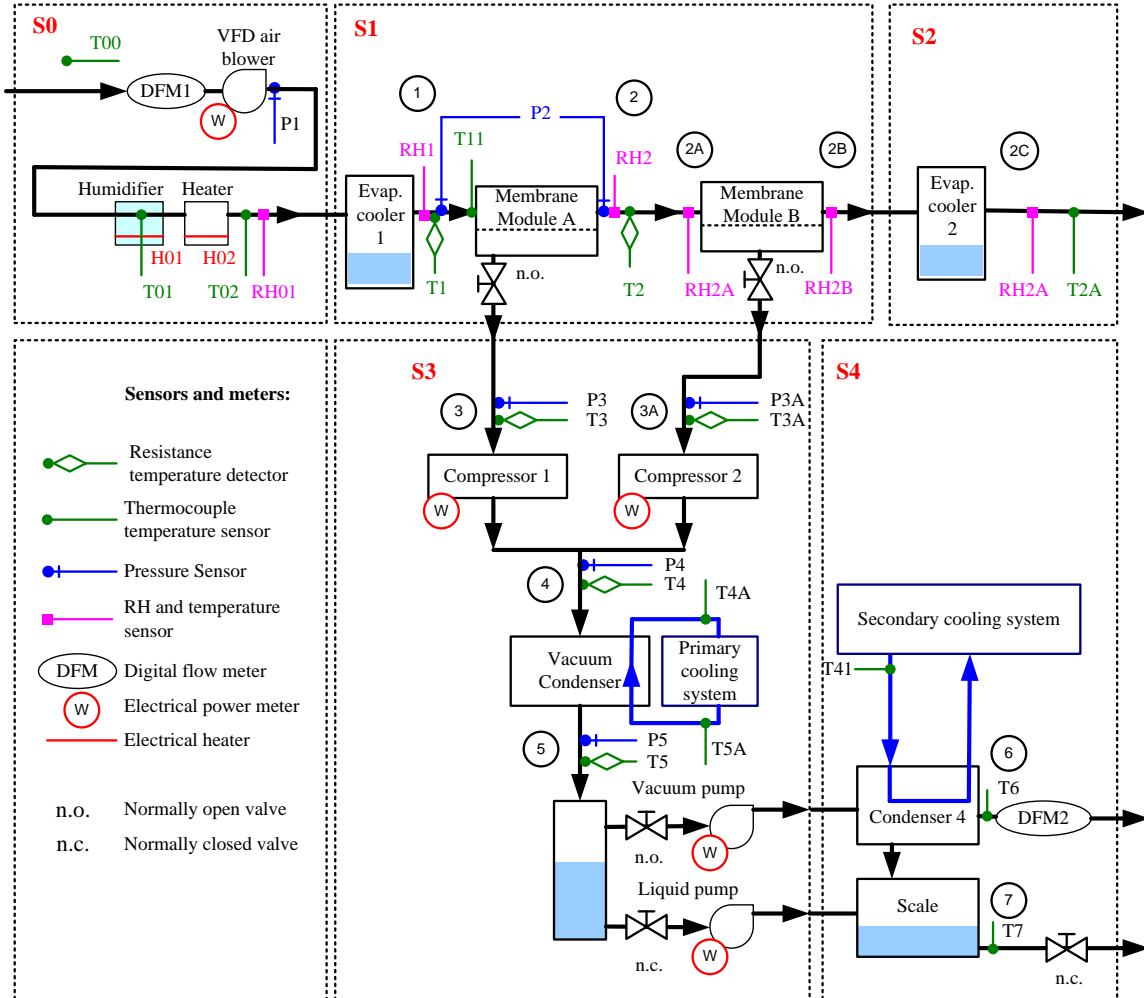 S0
T00
VFD air
blower
DFM1
W
P1
Humidifier
Heater
H01
H02
T01
T02
RH01
S1
1
2
P2
RH1
T11
RH2
2A
2B
Evap.
cooler
1
Membrane
Module A
Membrane
Module B
n.o.
n.o.
T1
T2
RH2A
RH2B
S2
2C
Evap.
cooler
2
RH2A
T2A
Sensors and meters:
Resistance
temperature detector
Thermocouple
temperature sensor
Pressure Sensor
RH and temperature
sensor
DFM
Digital flow meter
W
Electrical power meter
Electrical heater
n.o.
Normally open valve
n.c.
Normally closed valve
S3
3
P3
T3
3A
P3A
T3A
Compressor 1
W
Compressor 2
W
4
P4
T4
T4A
Vacuum
Condenser
Primary
cooling
system
5
P5
T5
T5A
Vacuum pump
n.o.
W
Liquid pump
n.c.
W
S4
Secondary cooling system
T41
6
T6
Condenser 4
DFM2
Scale
7
T7
n.c.